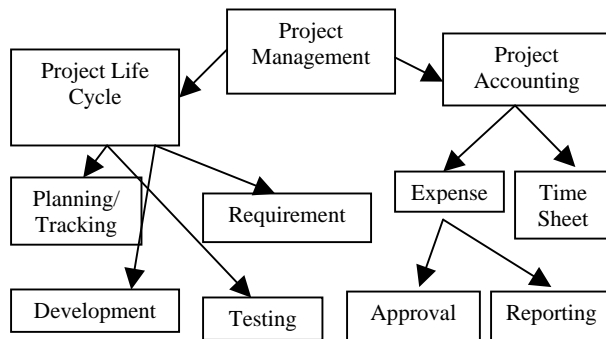 Project
Management
Project Life
Cycle
Project
Accounting
Planning/
Tracking
Requirement
Expense
Time
Sheet
Development
Testing
Approval
Reporting